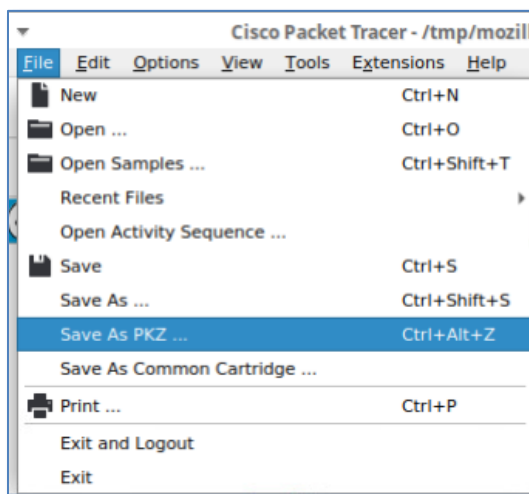 Cisco Packet Tracer - /tmp/mozil
File Edit Options View Tools Extensions Help
New Ctrl+N
Open ... Ctrl+O
Open Samples ... Ctrl+Shift+T
Recent Files
Open Activity Sequence ...
Save Ctrl+S
Save As ... Ctrl+Shift+S
Save As PKZ ... Ctrl+Alt+Z
Save As Common Cartridge ...
Print ... Ctrl+P
Exit and Logout
Exit